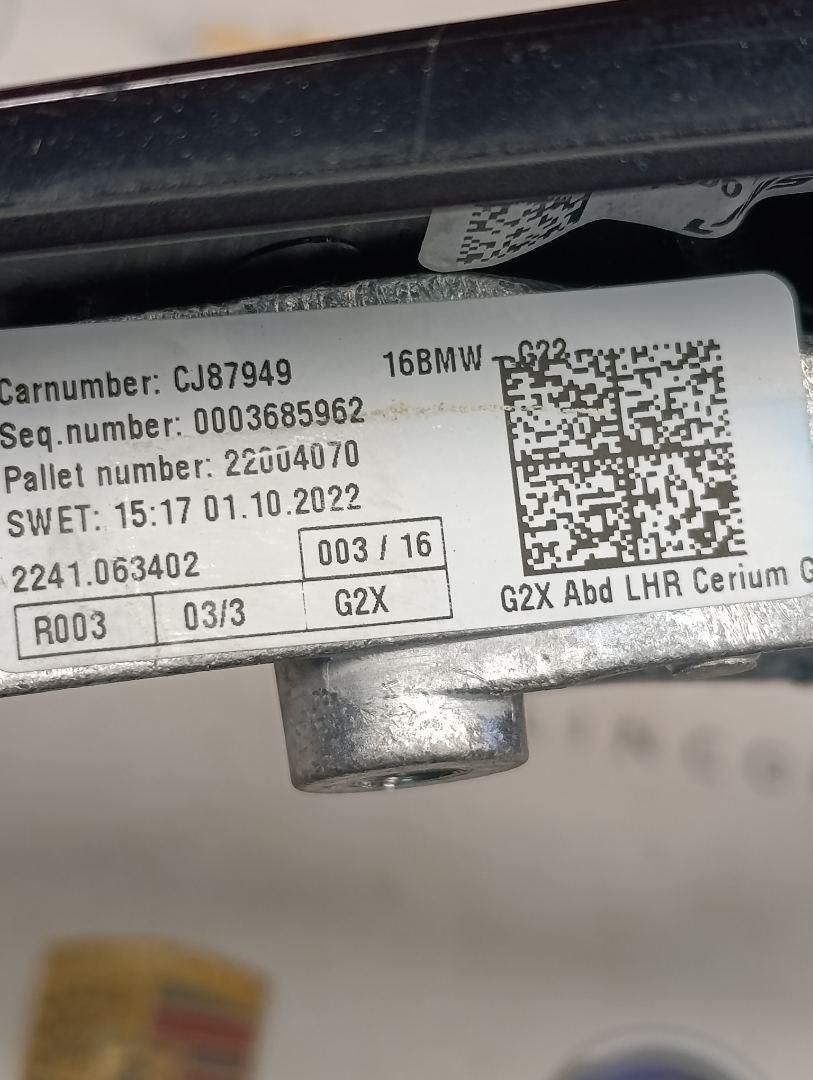 Carnumber: CJ87949
16BMW - G22
Seq.number: 0003685962
Pallet number: 22004070
SWET: 15:17 01.10.2022
2241.063402
003 / 16
R003
03/3
G2X
G2X Abd LHR Cerium G